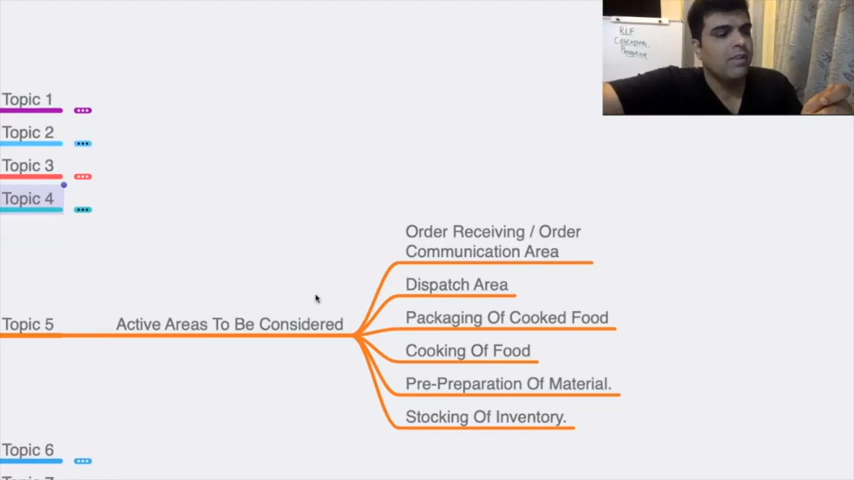 Topic 1
Topic 2
Topic 3
Topic 4
Order Receiving / Order
Communication Area
Dispatch Area
Topic 5
Active Areas To Be Considered
Packaging Of Cooked Food
Cooking Of Food
Pre-Preparation Of Material.
Stocking Of Inventory.
Topic 6